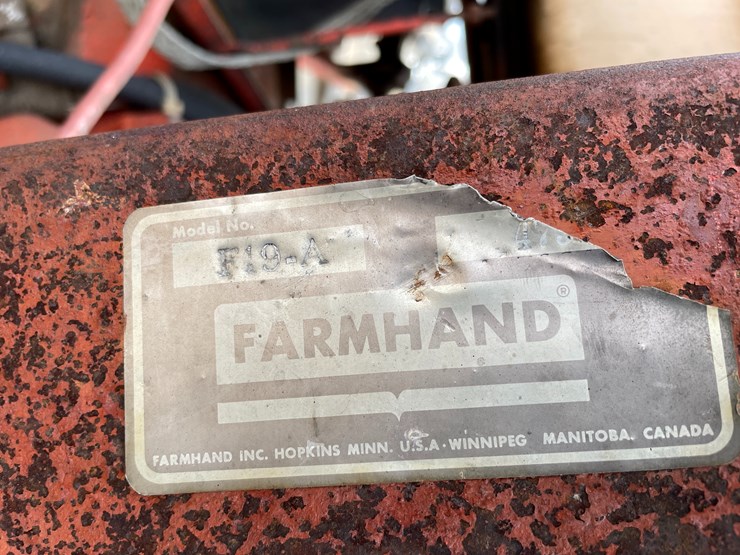 Model No.
F19-A
FARMHAND®
FARMHAND INC. HOPKINS MINN. U.S.A · WINNIPEG MANITOBA. CANADA